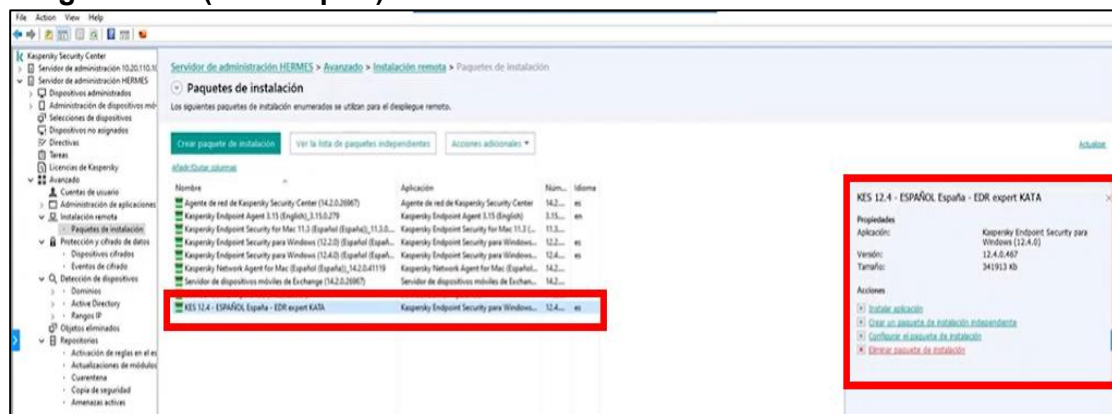 File Action View Help
Kaspersky Security Center
Servidor de administración 10.20.110.1
Servidor de administración HERMES
Dispositivos administrados
Administración de dispositivos mó
Selecciones de dispositivos
Dispositivos no asignados
Directivas
Tareas
Licencias de Kaspersky
Avanzado
Cuentas de usuario
Administración de aplicaciones
Instalación remota
Paquetes de instalación
Protección y cifrado de datos
Dispositivos cifrados
Eventos de cifrado
Detección de dispositivos
Dominios
Active Directory
Rangos IP
Objetos eliminados
Repositorios
Activación de reglas en el es
Actualizaciones de módulos
Cuarentena
Copia de seguridad
Amenazas activas
Servidor de administración HERMES > Avanzado > Instalación remota > Paquetes de instalación
Paquetes de instalación
Los siguientes paquetes de instalación enumerados se utilizan para el despliegue remoto.
Crear paquete de instalación Ver la lista de paquetes independientes Acciones adicionales
Actualizar
Añadir/Quitar columnas
Nombre Aplicación Núm... Idioma
Agente de red de Kaspersky Security Center (14.2.0.26967) Agente de red de Kaspersky Security Center 14.2.... es
Kaspersky Endpoint Agent 3.15 (English)_3.15.0.279 Kaspersky Endpoint Agent 3.15 (English) 3.15.... en
Kaspersky Endpoint Security for Mac 11.3 (Español (España))_11.3.0.... Kaspersky Endpoint Security for Mac 11.3 (... 11.3....
Kaspersky Endpoint Security para Windows (12.2.0) (Español (Españ... Kaspersky Endpoint Security para Windows... 12.2.... es
Kaspersky Endpoint Security para Windows (12.4.0) (Español (Españ... Kaspersky Endpoint Security para Windows... 12.4.... es
Kaspersky Network Agent for Mac (Español (España))_14.2.0.41119 Kaspersky Network Agent for Mac (Español... 14.2....
Servidor de dispositivos móviles de Exchange (14.2.0.26967) Servidor de dispositivos móviles de Exchan... 14.2....
KES 12.4 - ESPAÑOL España - EDR expert KATA Kaspersky Endpoint Security para Windows... 12.4.... es
KES 12.4 - ESPAÑOL España - EDR expert KATA
Propiedades
Aplicación: Kaspersky Endpoint Security para Windows (12.4.0)
Versión: 12.4.0.467
Tamaño: 341913 Kb
Acciones
Instalar aplicación
Crear un paquete de instalación independiente
Configurar el paquete de instalación
Eliminar paquete de instalación